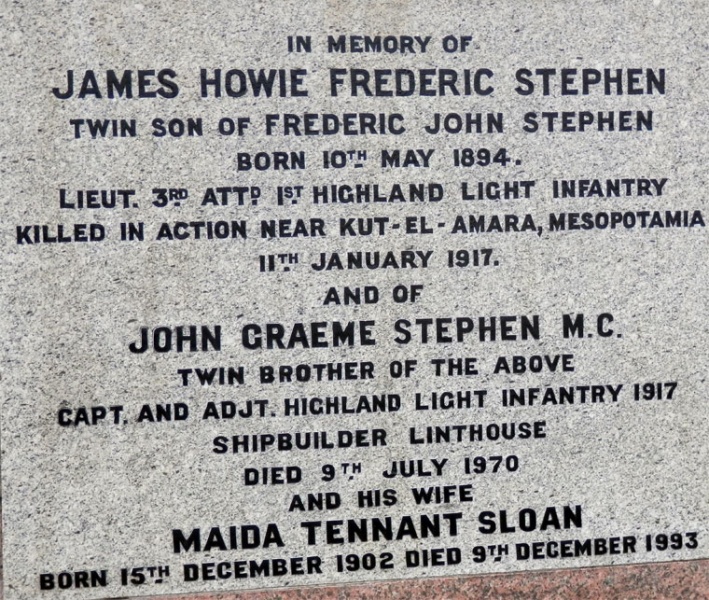 IN MEMORY OF
JAMES HOWIE FREDERIC STEPHEN
TWIN SON OF FREDERIC JOHN STEPHEN
BORN 10TH MAY 1894.
LIEUT. 3RD ATTD 1ST HIGHLAND LIGHT INFANTRY
KILLED IN ACTION NEAR KUT-EL-AMARA, MESOPOTAMIA
11TH JANUARY 1917.
AND OF
JOHN GRAEME STEPHEN M.C.
TWIN BROTHER OF THE ABOVE
CAPT. AND ADJT. HIGHLAND LIGHT INFANTRY 1917
SHIPBUILDER LINTHOUSE
DIED 9TH JULY 1970
AND HIS WIFE
MAIDA TENNANT SLOAN
BORN 15TH DECEMBER 1902 DIED 9TH DECEMBER 1993